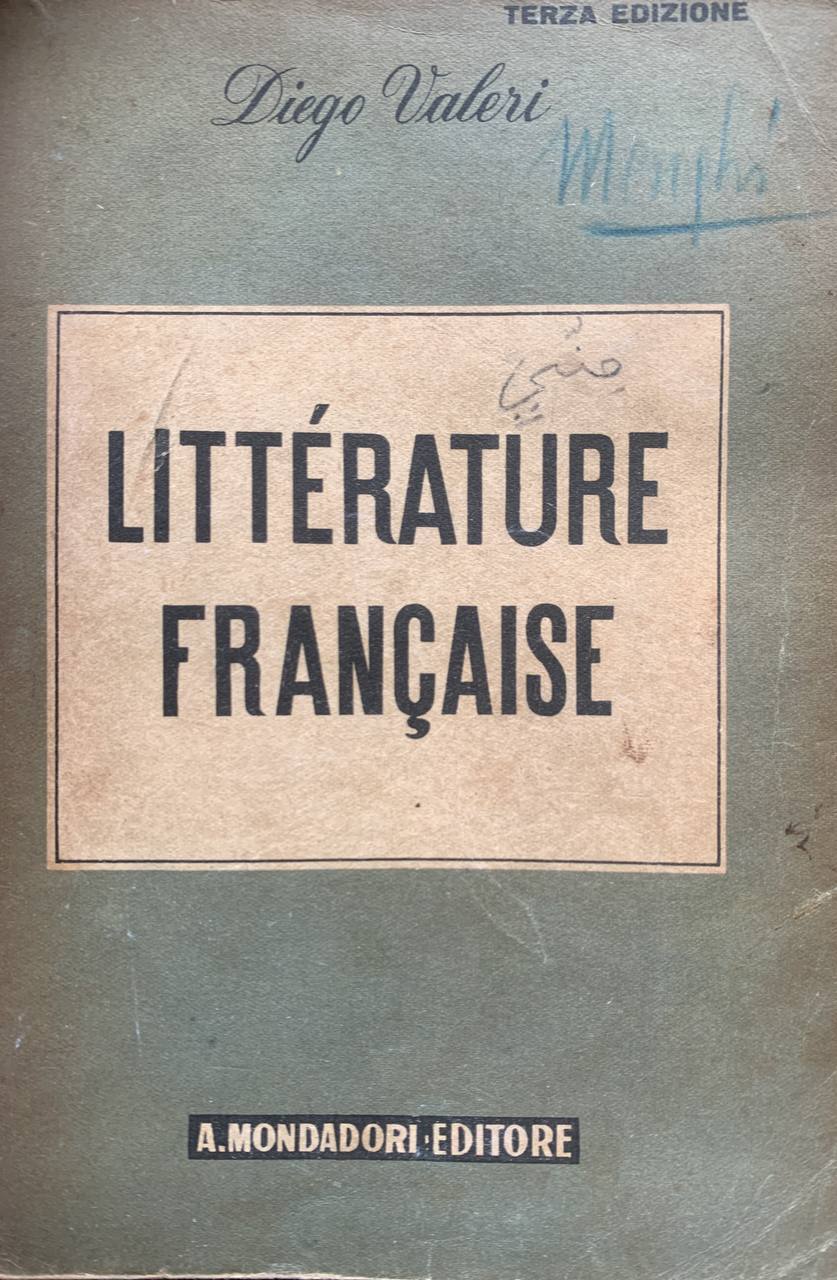 TERZA EDIZIONE
Diego Valeri
LITTÉRATURE
FRANÇAISE
A. MONDADORI · EDITORE